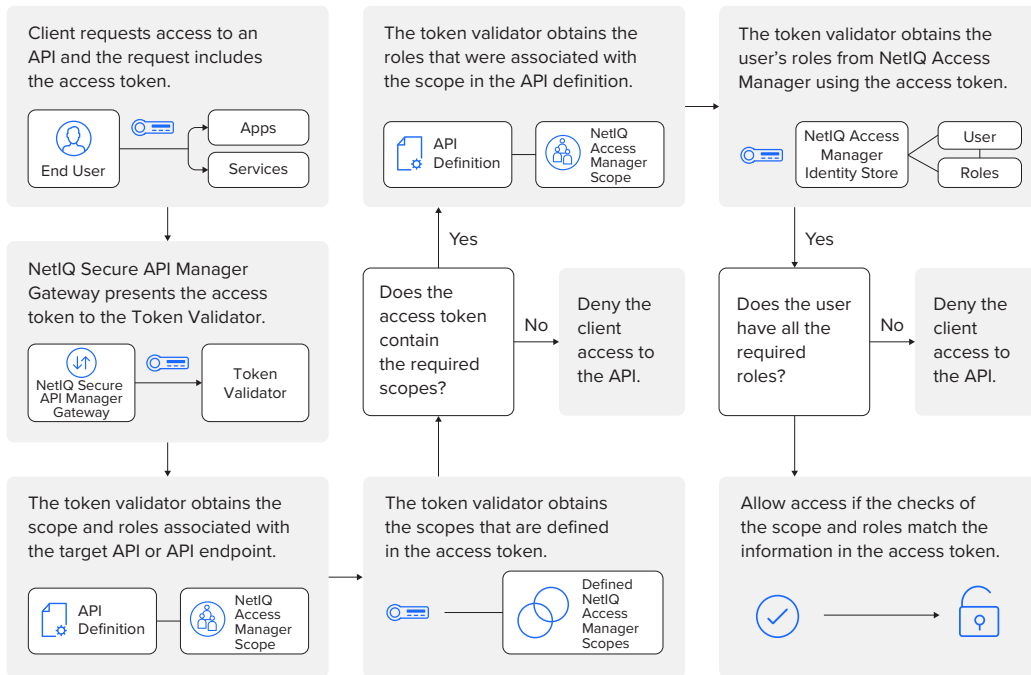 Client requests access to an
API and the request includes
the access token.
End User
Apps
Services
NetIQ Secure API Manager
Gateway presents the access
token to the Token Validator.
NetIQ Secure
API Manager
Gateway
Token
Validator
The token validator obtains the
scope and roles associated with
the target API or API endpoint.
API
Definition
NetIQ
Access
Manager
Scope
The token validator obtains
the scopes that are defined
in the access token.
Defined
NetIQ
Access
Manager
Scopes
Does the
access token
contain
the required
scopes?
No
Deny the
client
access to
the API.
Yes
The token validator obtains the
roles that were associated with
the scope in the API definition.
API
Definition
NetIQ
Access
Manager
Scope
The token validator obtains the
user’s roles from NetIQ Access
Manager using the access token.
NetIQ Access
Manager
Identity Store
User
Roles
Yes
Does the user
have all the
required
roles?
No
Deny the
client
access to
the API.
Allow access if the checks of
the scope and roles match the
information in the access token.